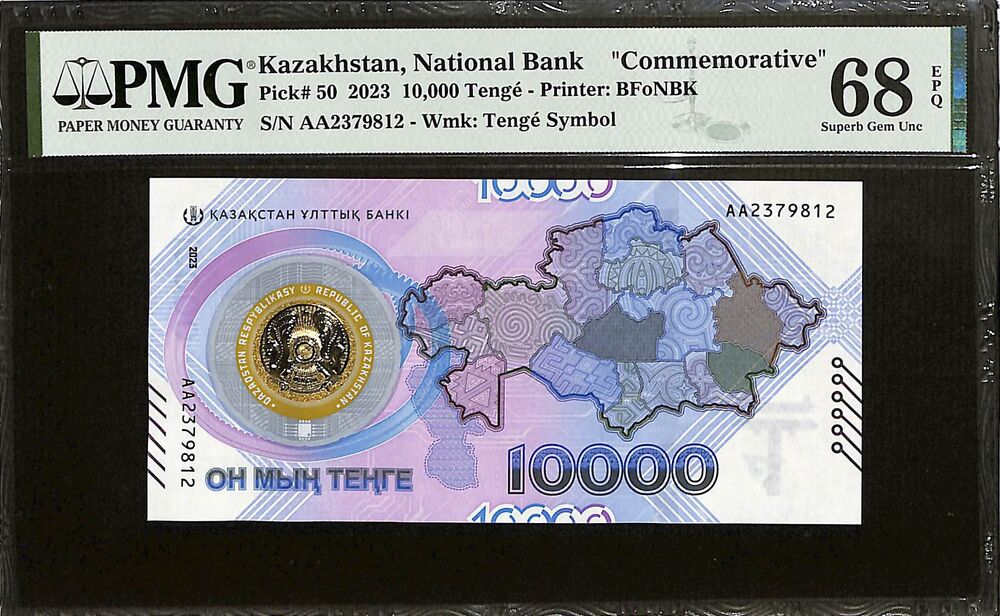 PMG®
PAPER MONEY GUARANTY
Kazakhstan, National Bank "Commemorative"
Pick# 50 2023 10,000 Tengé - Printer: BFoNBK
S/N AA2379812 - Wmk: Tengé Symbol
68
EPQ
Superb Gem Unc
10000
ҚАЗАҚСТАН ҰЛТТЫҚ БАНКІ
AA2379812
2023
QAZAQSTAN RESPÝBLIKASY REPUBLIC OF KAZAKHSTAN
AA2379812
ОН МЫҢ ТЕҢГЕ
10000
10000